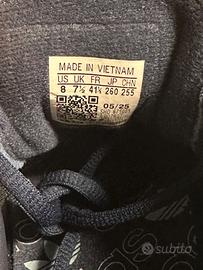 MADE IN VIETNAM
US UK FR JP CHN
8 7½ 41⅓ 260 255
05/25
subito